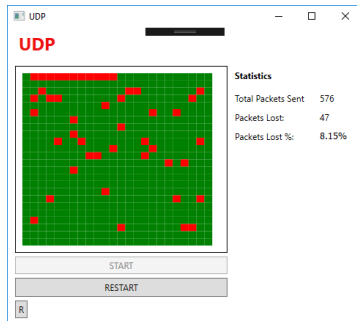 UDP
UDP
Statistics
Total Packets Sent 576
Packets Lost: 47
Packets Lost %: 8.15%
START
RESTART
R